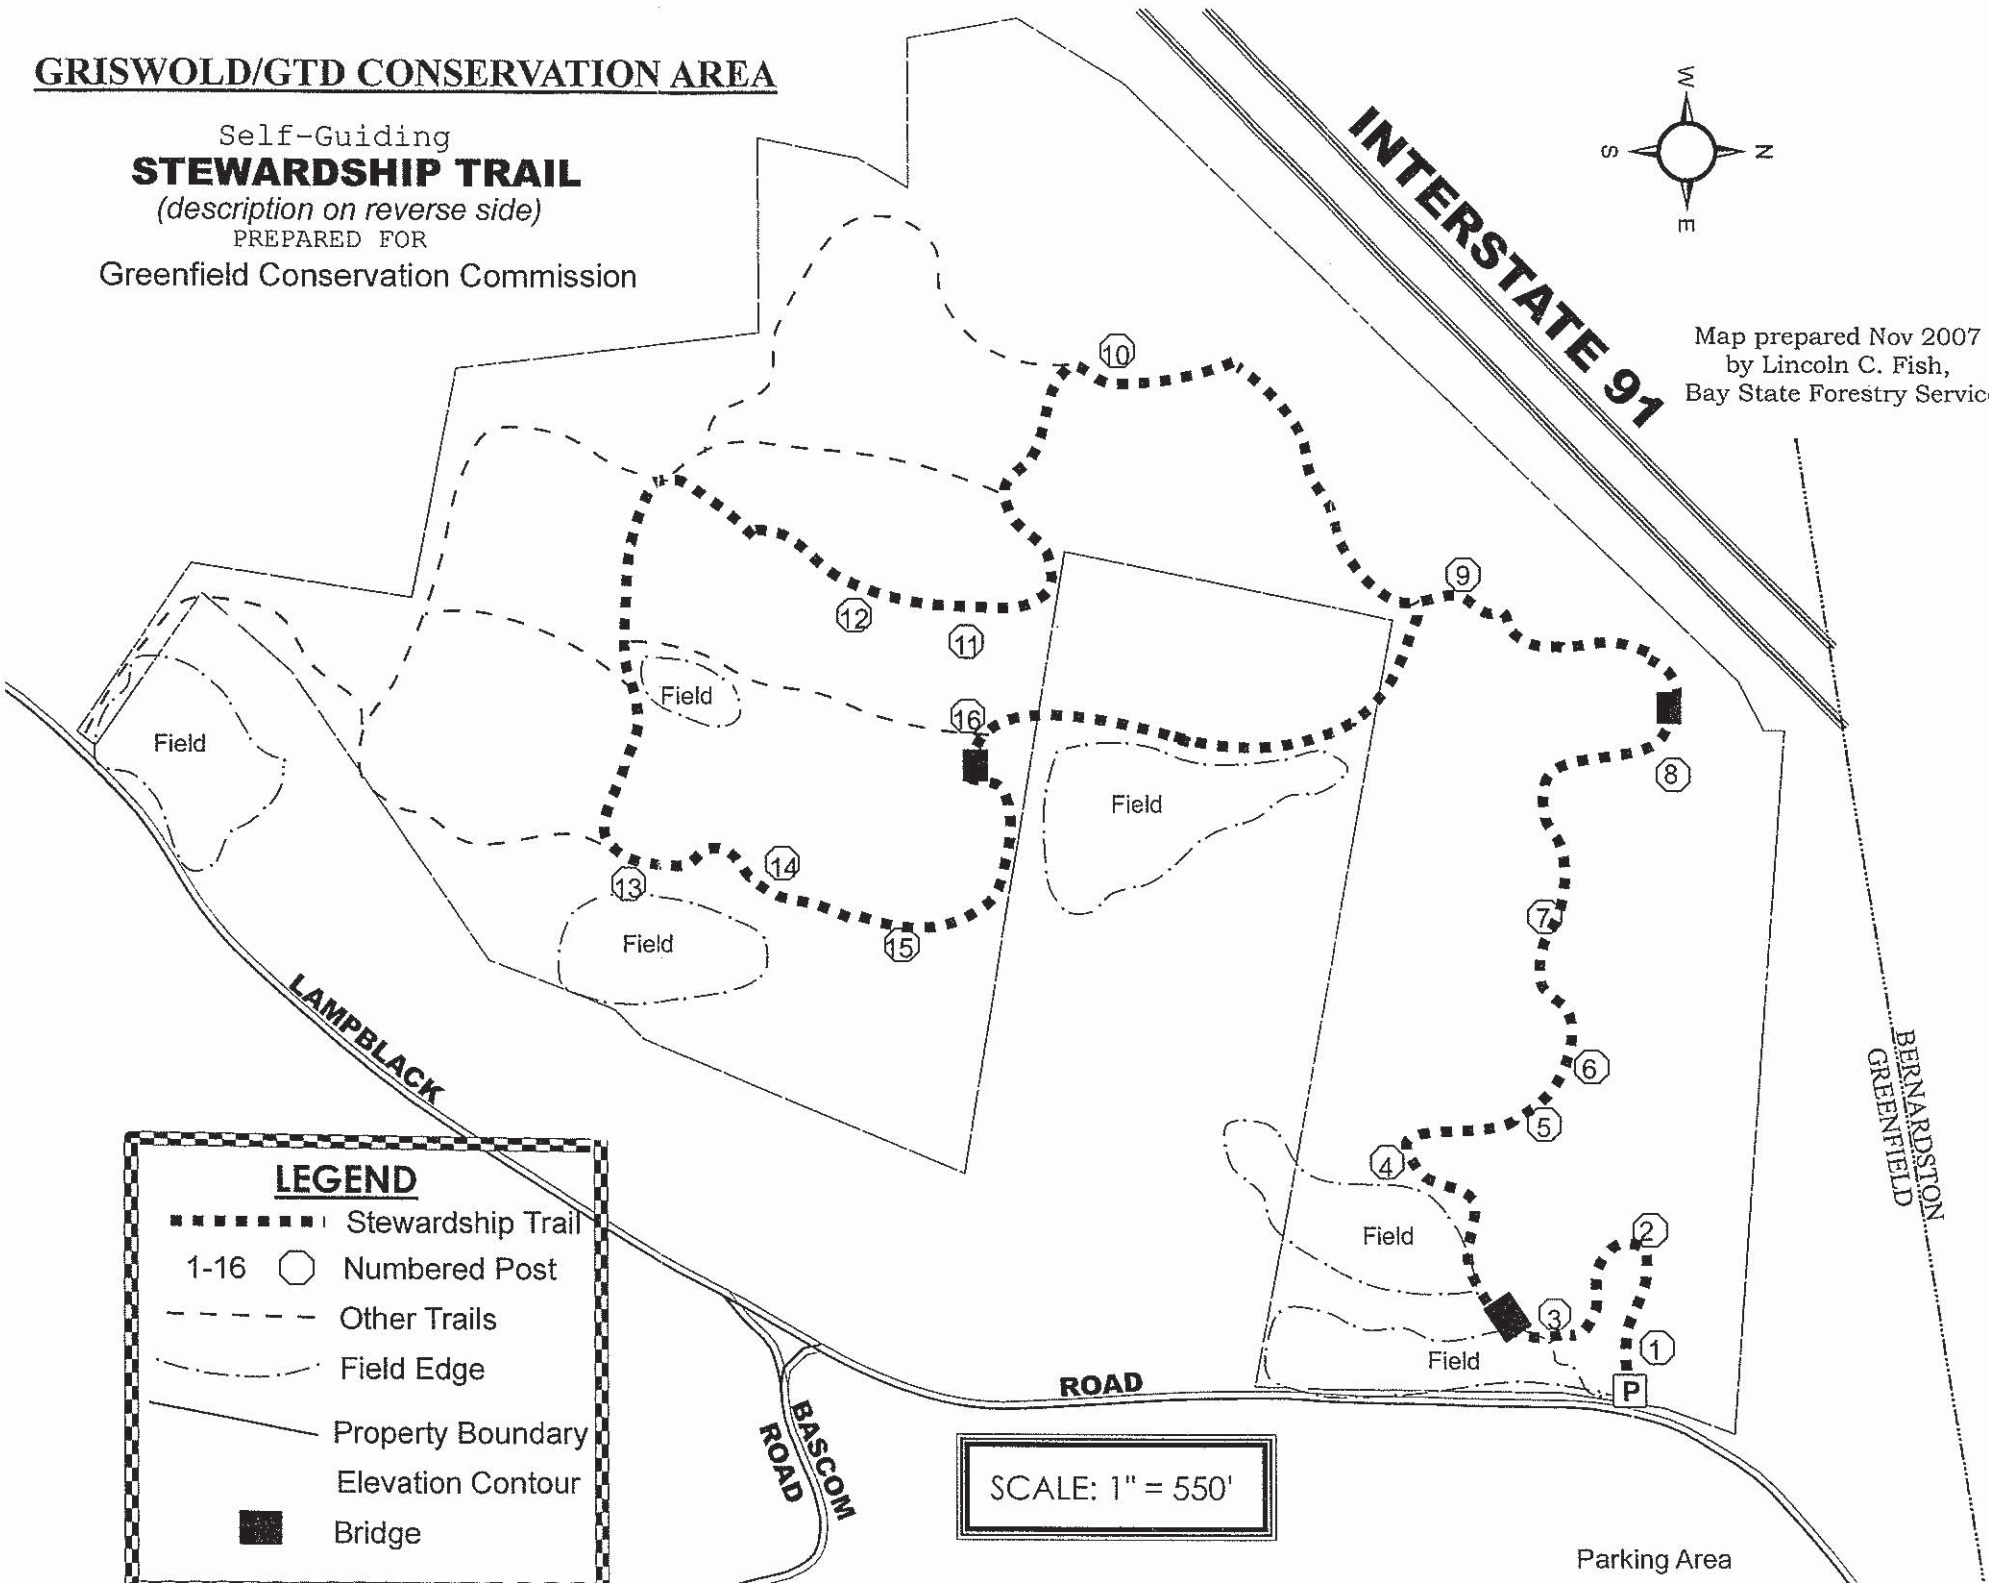 GRISWOLD/GTD CONSERVATION AREA
Self-Guiding
STEWARDSHIP TRAIL
(description on reverse side)
PREPARED FOR
Greenfield Conservation Commission
W
S
N
E
INTERSTATE 91
Map prepared Nov 2007
by Lincoln C. Fish,
Bay State Forestry Servic
10
9
12
11
16
8
Field
Field
Field
13
14
15
7
Field
6
5
4
2
3
1
Field
Field
P
BERNARDSTON
GREENFIELD
LAMPBLACK
ROAD
BASCOM
ROAD
LEGEND
Stewardship Trail
1-16 Numbered Post
Other Trails
Field Edge
Property Boundary
Elevation Contour
Bridge
SCALE: 1" = 550'
Parking Area